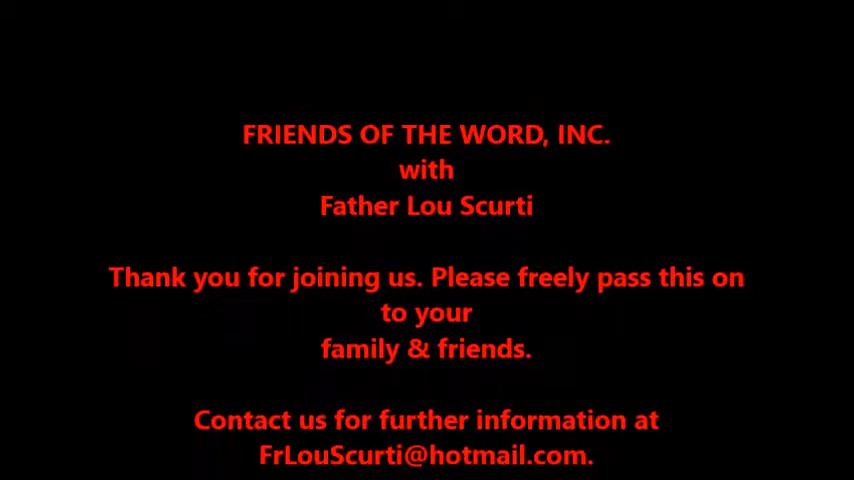 FRIENDS OF THE WORD, INC.
with
Father Lou Scurti
Thank you for joining us. Please freely pass this on
to your
family & friends.
Contact us for further information at
FrLouScurti@hotmail.com.